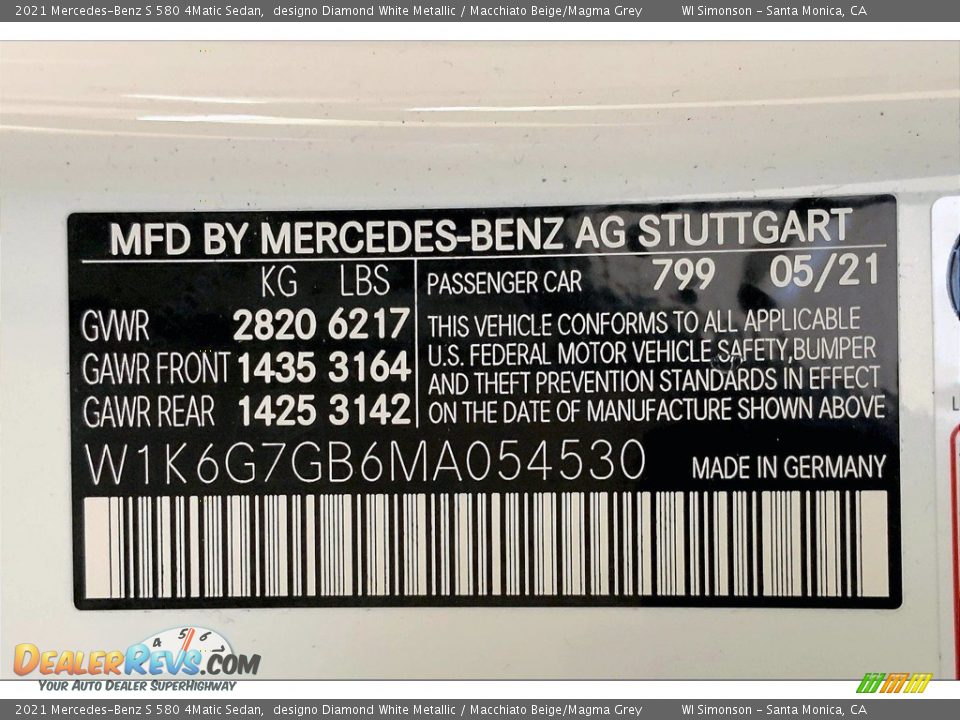 2021 Mercedes-Benz S 580 4Matic Sedan, designo Diamond White Metallic / Macchiato Beige/Magma Grey WI Simonson - Santa Monica, CA
MFD BY MERCEDES-BENZ AG STUTTGART
KG LBS
GVWR 2820 6217
GAWR FRONT 1435 3164
GAWR REAR 1425 3142
PASSENGER CAR 799 05/21
THIS VEHICLE CONFORMS TO ALL APPLICABLE
U.S. FEDERAL MOTOR VEHICLE SAFETY,BUMPER
AND THEFT PREVENTION STANDARDS IN EFFECT
ON THE DATE OF MANUFACTURE SHOWN ABOVE
W1K6G7GB6MA054530 MADE IN GERMANY
L
4 5 6
DEALERREVS.COM
YOUR AUTO DEALER SUPERHIGHWAY
2021 Mercedes-Benz S 580 4Matic Sedan, designo Diamond White Metallic / Macchiato Beige/Magma Grey WI Simonson - Santa Monica, CA